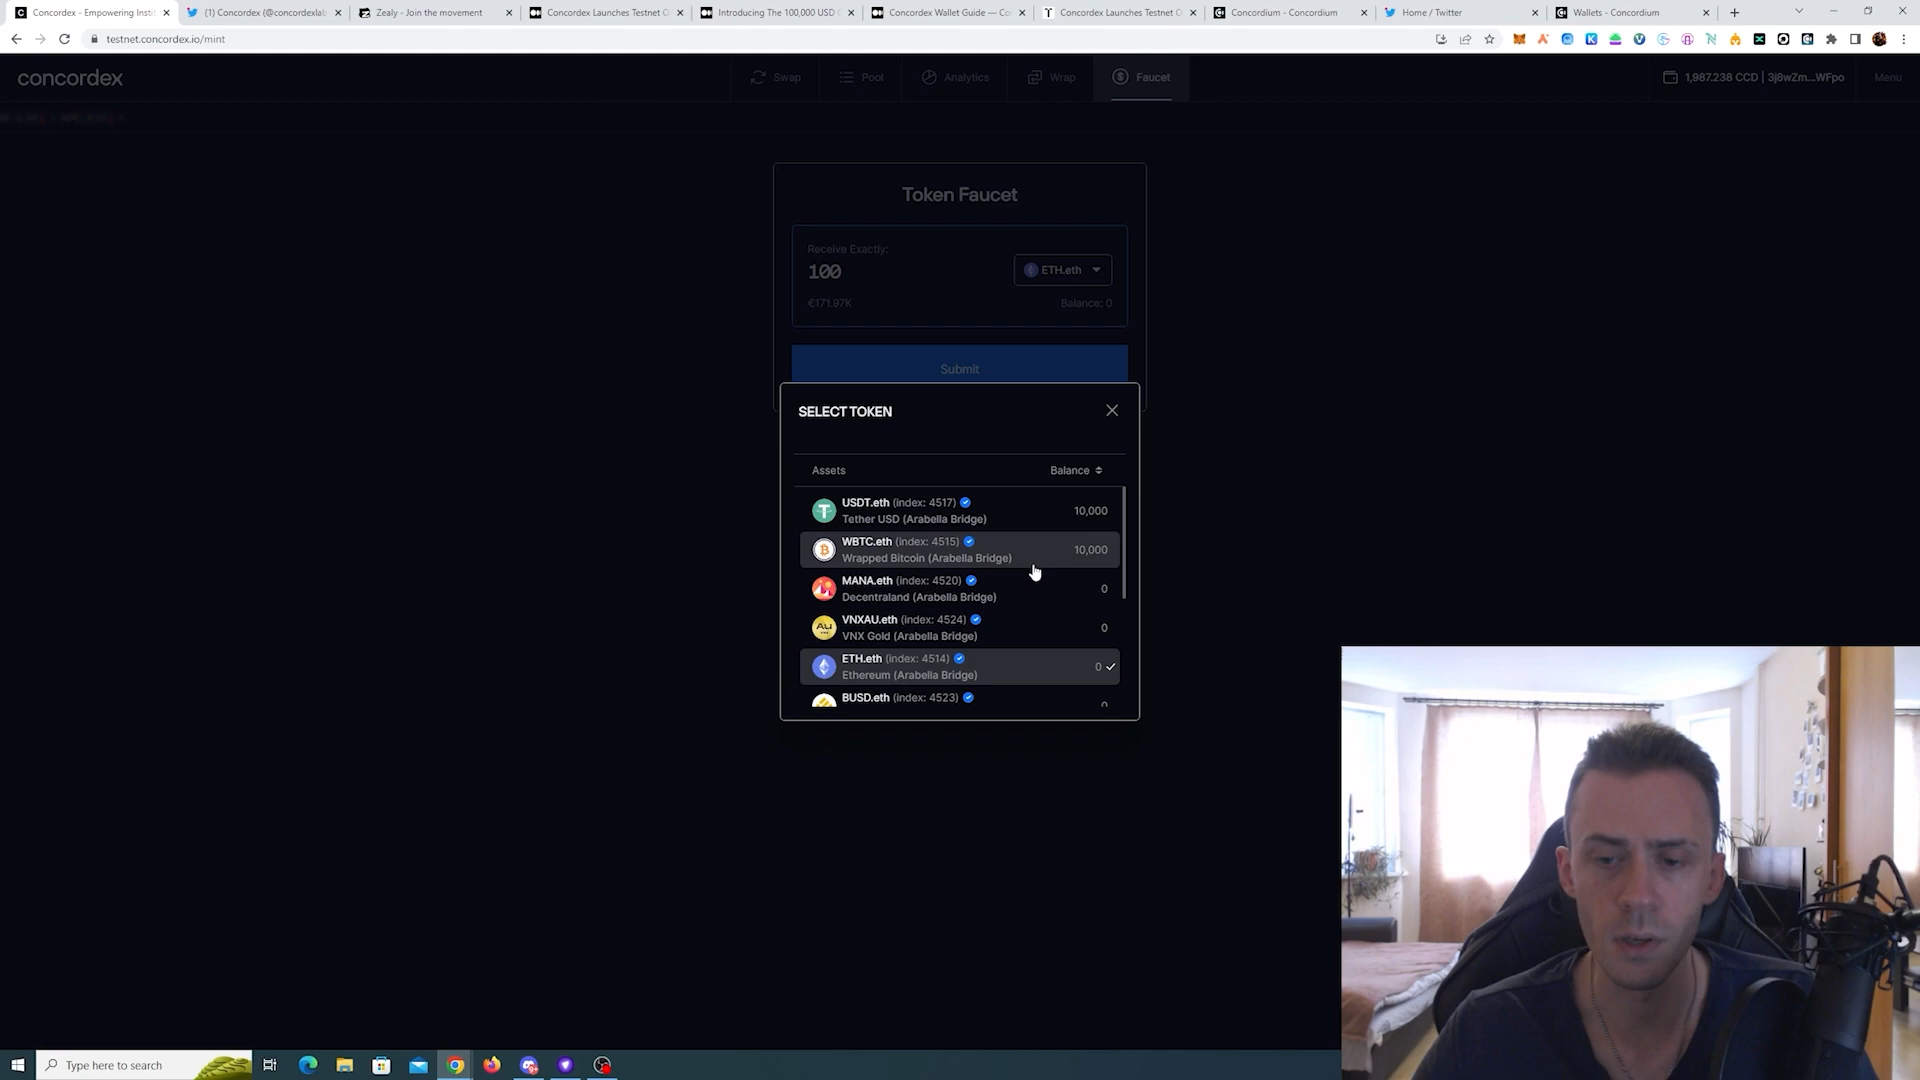 Concordex - Empowering Insti
(1) Concordex (@concordexlab
Zealy - Join the movement
Concordex Launches Testnet C
Introducing The 100,000 USD C
Concordex Wallet Guide — Co
Concordex Launches Testnet C
Concordium - Concordium
Home / Twitter
Wallets - Concordium
testnet.concordex.io/mint
concordex
Swap
Pool
Analytics
Wrap
Faucet
1,987.238 CCD | 3j8wZm...WFpo
Menu
Token Faucet
Receive Exactly:
100
ETH.eth
€171.97K
Balance: 0
Submit
SELECT TOKEN
Assets
Balance
USDT.eth (index: 4517)
Tether USD (Arabella Bridge)
10,000
WBTC.eth (index: 4515)
Wrapped Bitcoin (Arabella Bridge)
10,000
MANA.eth (index: 4520)
Decentraland (Arabella Bridge)
0
VNXAU.eth (index: 4524)
VNX Gold (Arabella Bridge)
0
ETH.eth (index: 4514)
Ethereum (Arabella Bridge)
0
BUSD.eth (index: 4523)
0
Type here to search